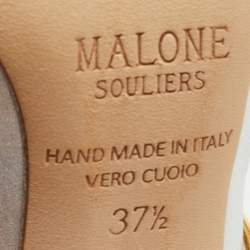 MALONE
SOULIERS
HAND MADE IN ITALY
VERO CUOIO
37½